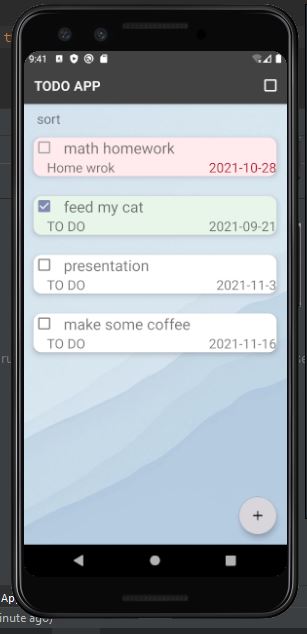 9:41
TODO APP
sort
math homework
Home wrok 2021-10-28
feed my cat
TO DO 2021-09-21
presentation
TO DO 2021-11-3
make some coffee
TO DO 2021-11-16
+
Ap
inute ago)